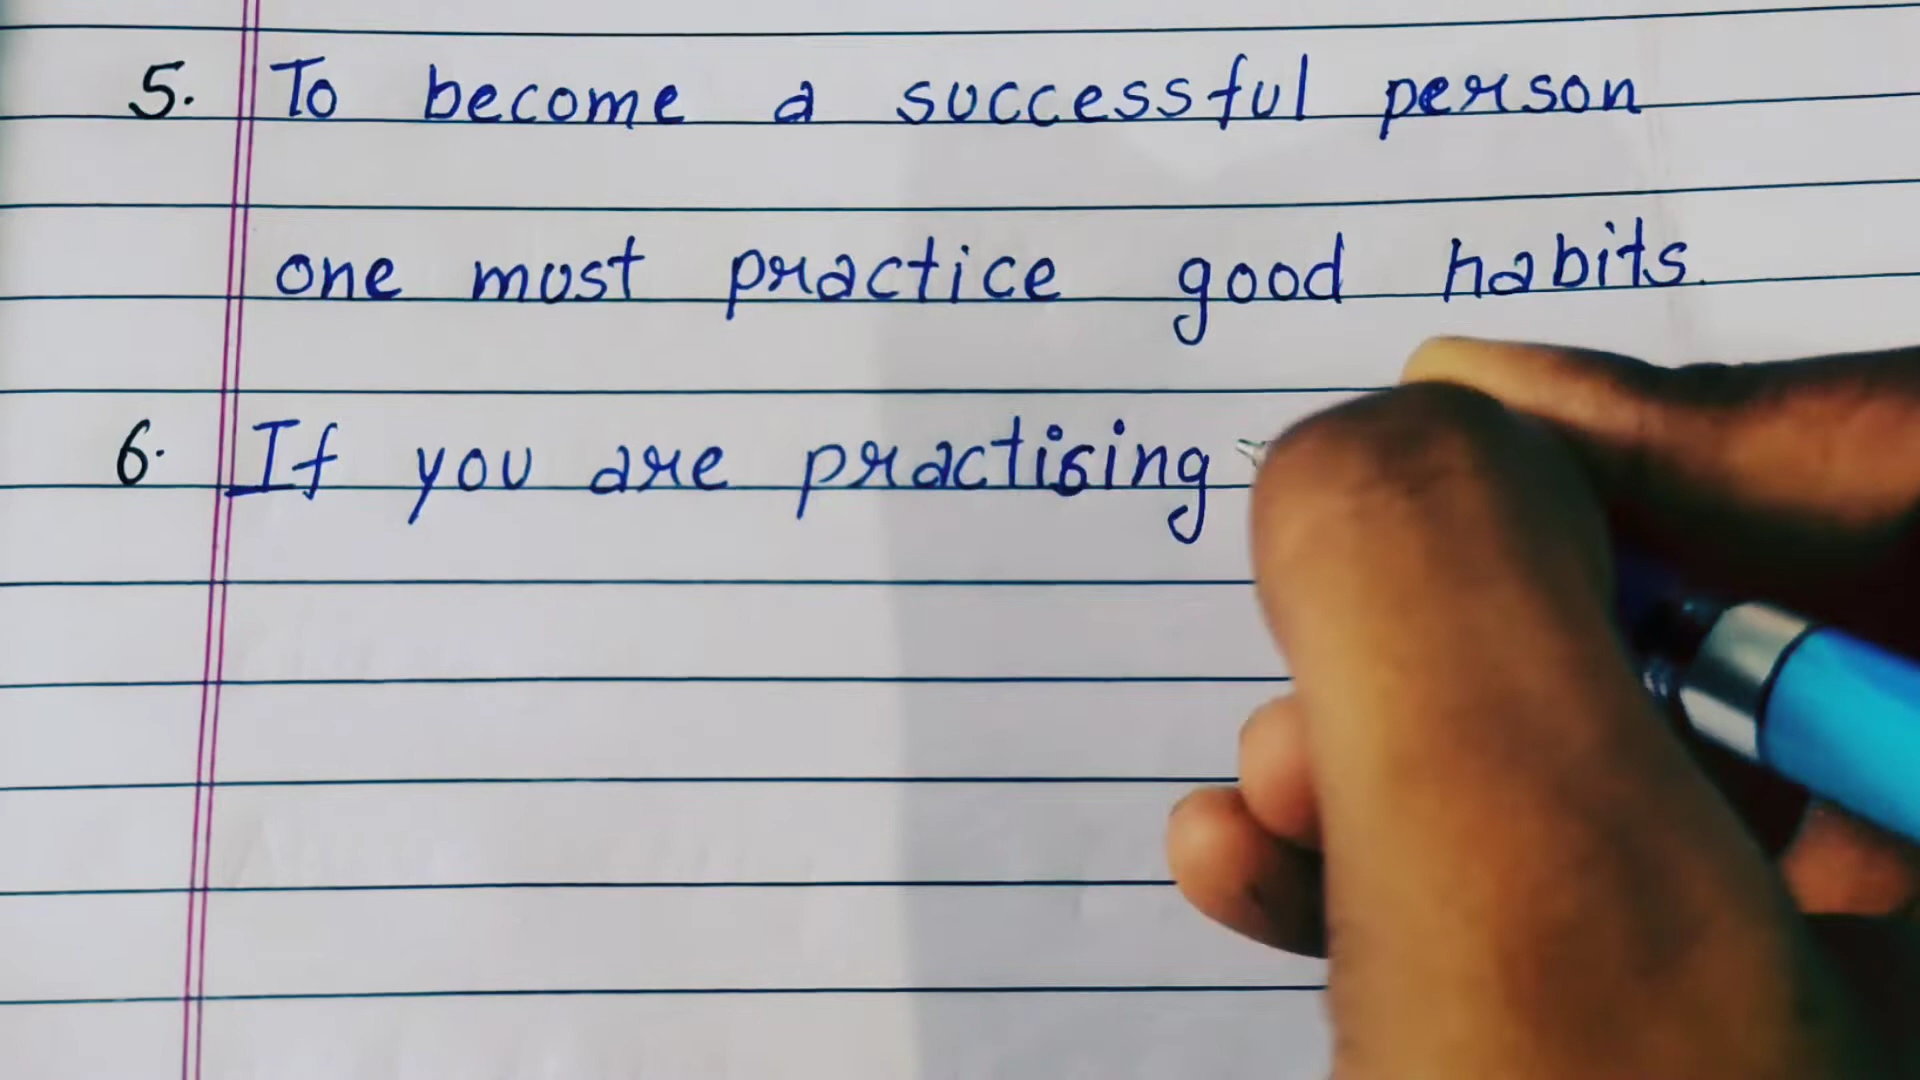 5. To become a successful person
one most practice good habits.
6. If you are practising